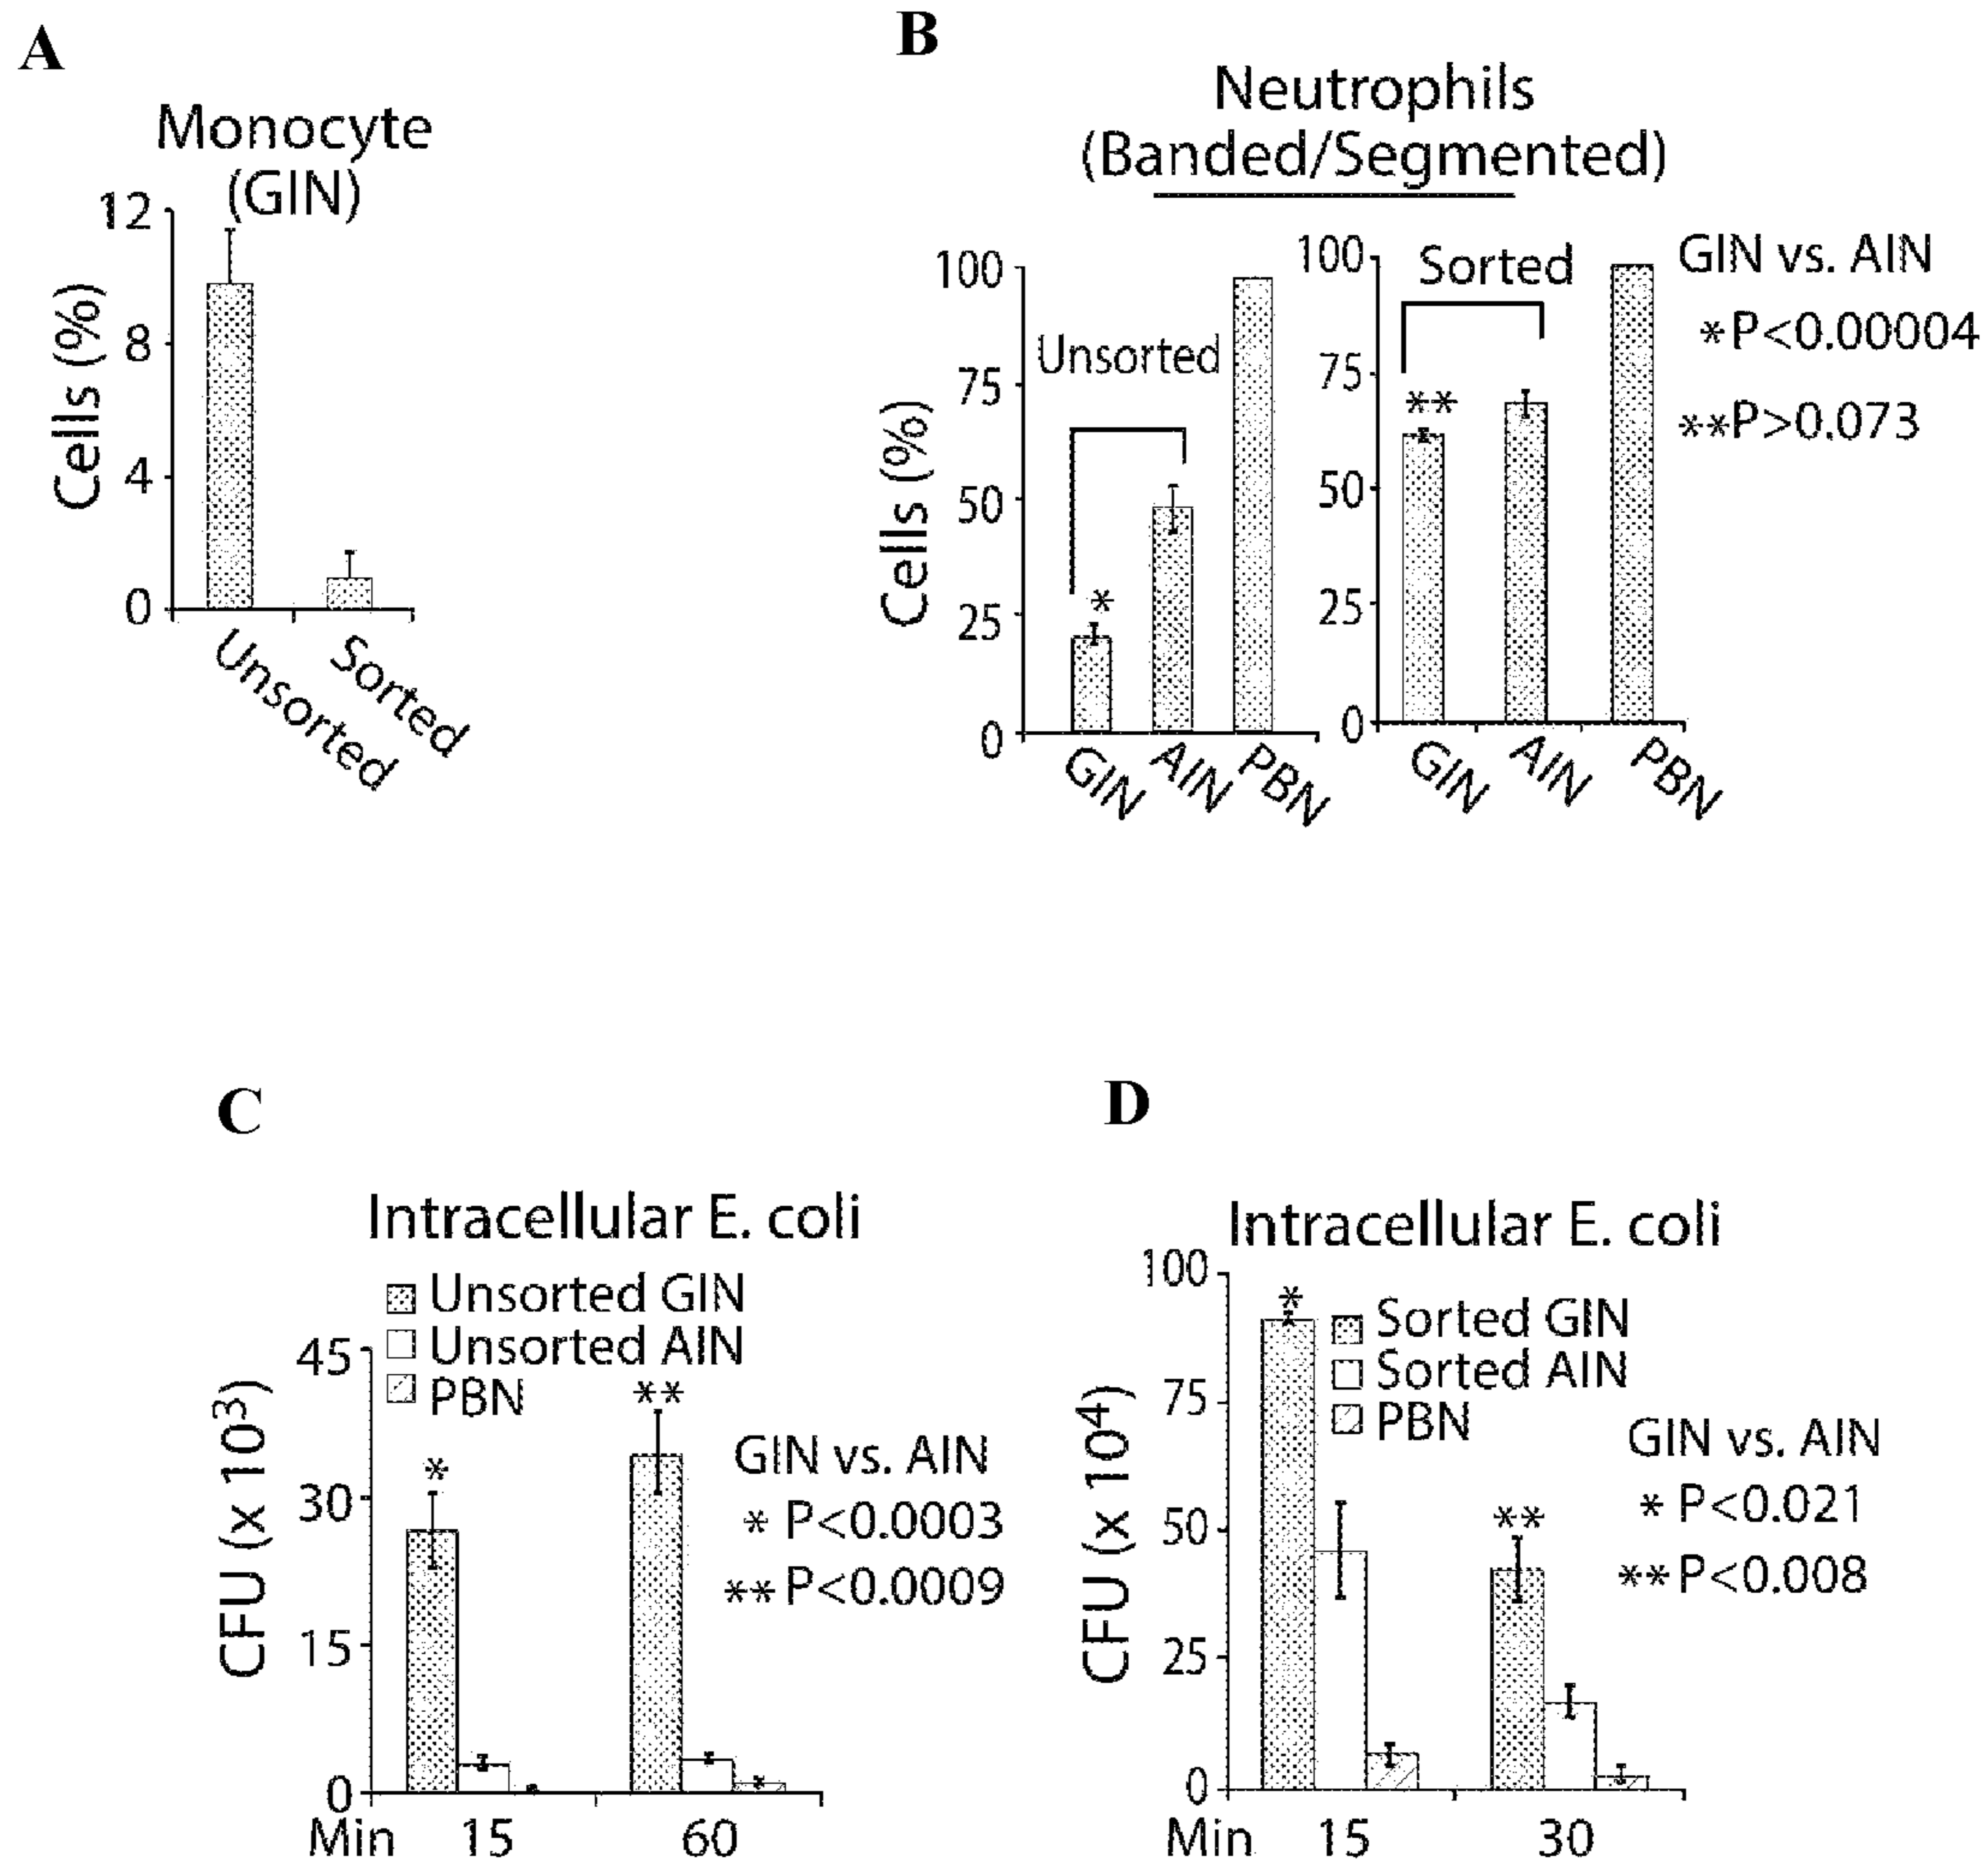 A
Monocyte
(GIN)
12
8
4
0
Cells (%)
Unsorted
Sorted
B
Neutrophils
(Banded/Segmented)
100
75
50
25
0
Cells (%)
Unsorted
*
GIN
AIN
PBN
100
75
50
25
0
Sorted
**
GIN
AIN
PBN
GIN vs. AIN
*P<0.00004
**P>0.073
C
Intracellular E. coli
Unsorted GIN
Unsorted AIN
PBN
45
30
15
0
CFU (x 10³)
*
**
GIN vs. AIN
* P<0.0003
** P<0.0009
Min 15 60
D
Intracellular E. coli
100
75
50
25
0
CFU (x 10⁴)
*
Sorted GIN
Sorted AIN
PBN
**
GIN vs. AIN
* P<0.021
** P<0.008
Min 15 30